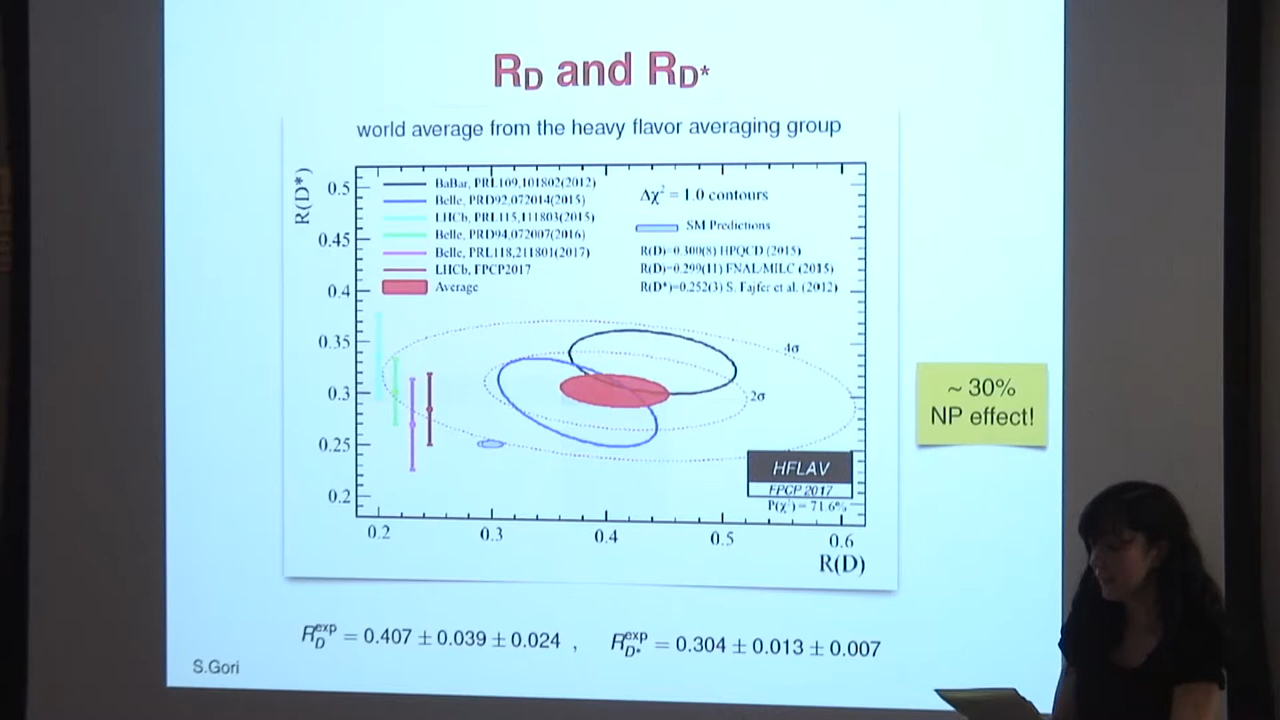 RD and RD*
world average from the heavy flavor averaging group
R(D*)
0.5
0.45
0.4
0.35
0.3
0.25
0.2
BaBar, PRL109,101802(2012)
Belle, PRD92,072014(2015)
LHCb, PRL115,111803(2015)
Belle, PRD94,072007(2016)
Belle, PRL118,211801(2017)
LHCb, FPCP2017
Average
Δχ² = 1.0 contours
SM Predictions
R(D)=0.300(8) HPQCD (2015)
R(D)=0.299(11) FNAL/MILC (2015)
R(D*)=0.252(3) S. Fajfer et al. (2012)
4σ
2σ
HFLAV
FPCP 2017
P(χ²) = 71.6%
0.2 0.3 0.4 0.5 0.6
R(D)
~ 30%
NP effect!
R_D^exp = 0.407 ± 0.039 ± 0.024 , R_D*^exp = 0.304 ± 0.013 ± 0.007
S.Gori